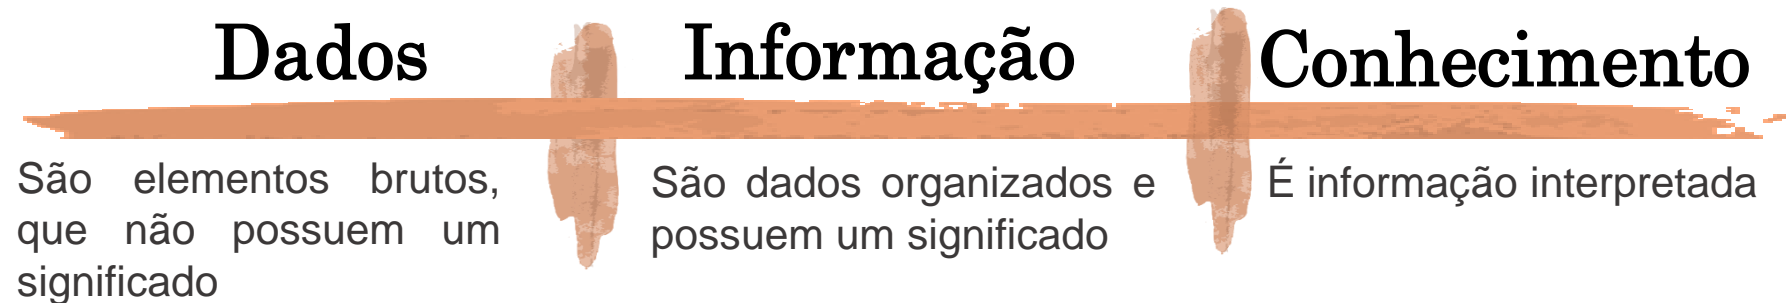 Dados
São elementos brutos,
que não possuem um
significado
Informação
São dados organizados e
possuem um significado
Conhecimento
É informação interpretada